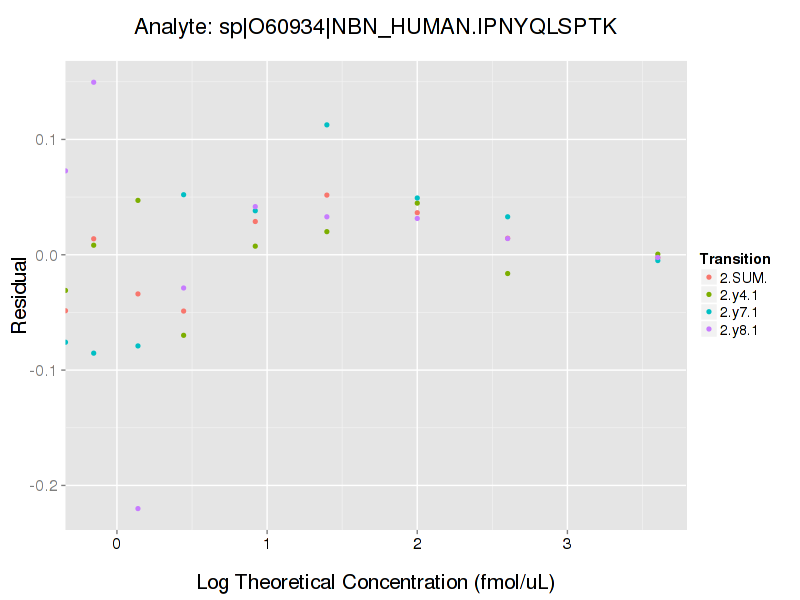 Analyte: sp|O60934|NBN_HUMAN.IPNYQLSPTK
0.1
0.0
-0.1
-0.2
Residual
0 1 2 3
Log Theoretical Concentration (fmol/uL)
Transition
2.SUM.
2.y4.1
2.y7.1
2.y8.1